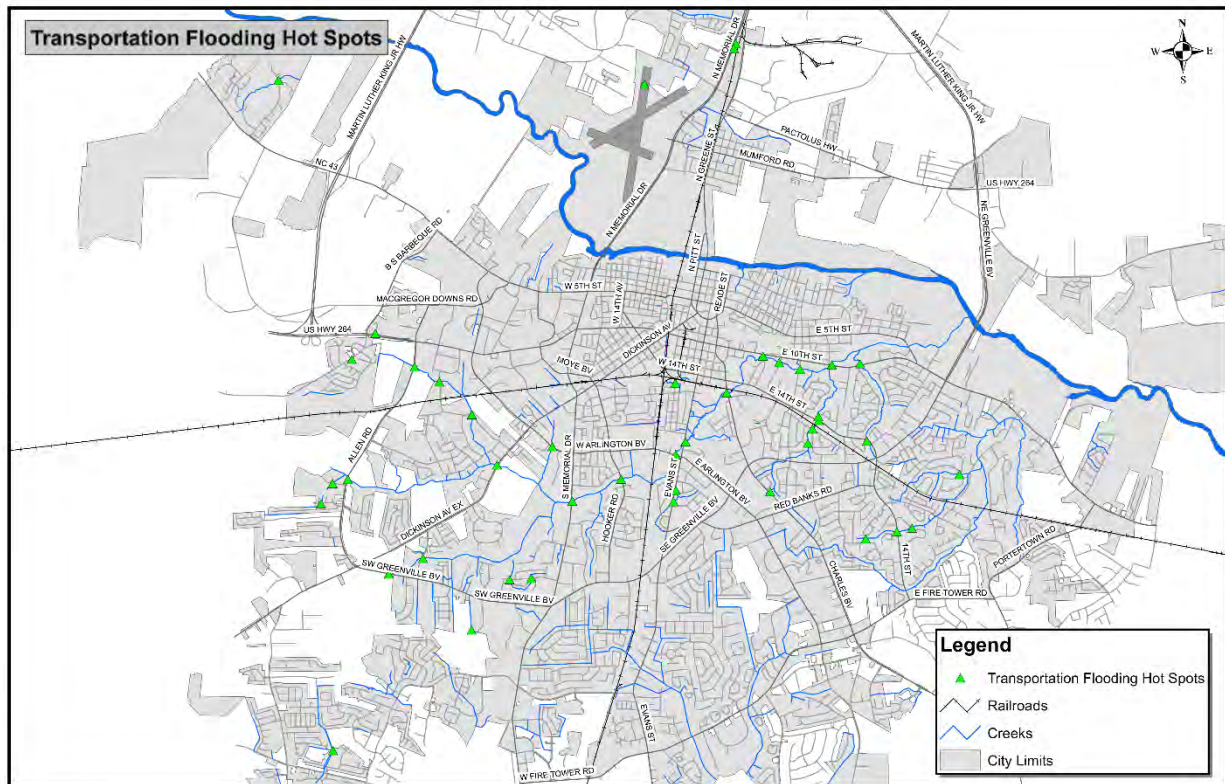 Transportation Flooding Hot Spots
N
W
E
S
N MEMORIAL DR
MARTIN LUTHER KING JR HW
MARTIN LUTHER KING JR HW
NC 43
N GREENE ST
PACTOLUS HW
MUMFORD RD
US HWY 264
NE GREENVILLE BV
N MEMORIAL DR
B S BARBEQUE RD
N PITT ST
W 5TH ST
READE ST
MACGREGOR DOWNS RD
W 14TH AV
US HWY 264
DICKINSON AV
E 5TH ST
E 10TH ST
MOVE BV
W 14TH ST
E 14TH ST
ALLEN RD
S MEMORIAL DR
W ARLINGTON BV
EVANS ST
E ARLINGTON BV
RED BANKS RD
HOOKER RD
DICKINSON AV EX
SE GREENVILLE BV
14TH ST
PORTERTOWN RD
SW GREENVILLE BV
SW GREENVILLE BV
CHARLES BV
E FIRE TOWER RD
EVANS ST
W FIRE TOWER RD
Legend
Transportation Flooding Hot Spots
Railroads
Creeks
City Limits